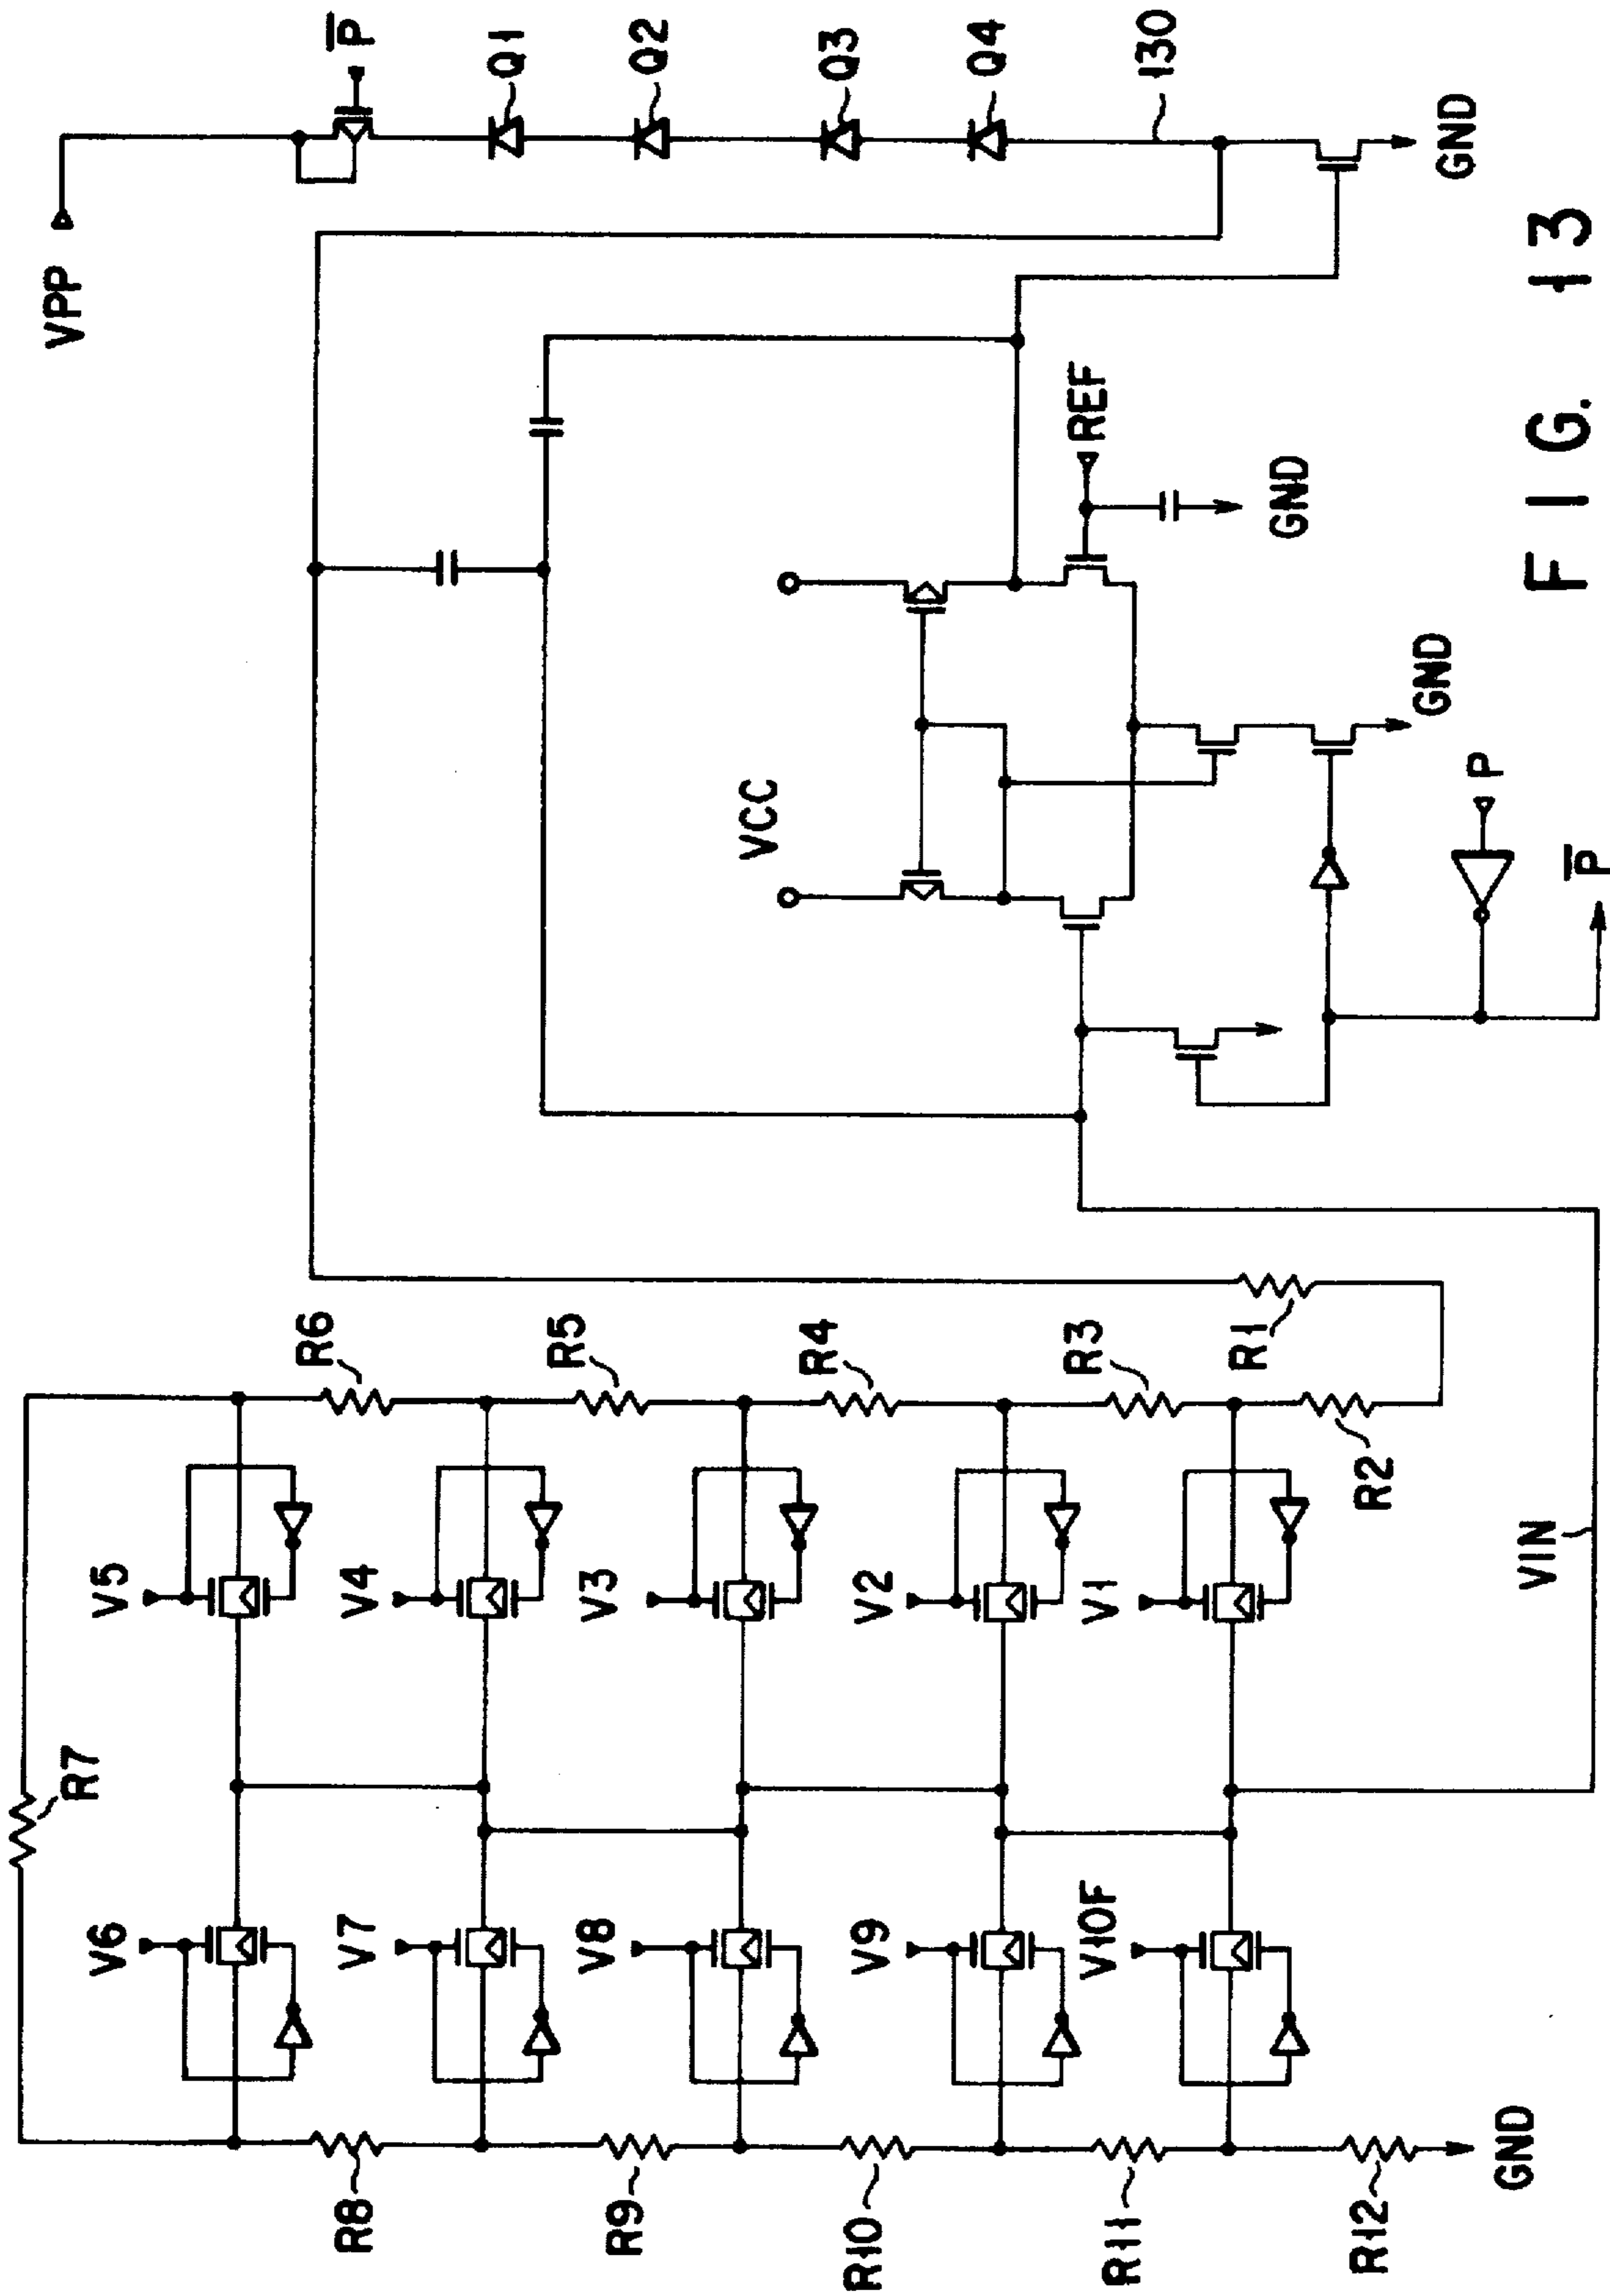 VPP
P
Q1
Q2
Q3
Q4
130
GND
REF
GND
VCC
GND
P
P
R6
R5
R4
R3
R1
R2
R7
V5
V4
V3
V2
V1
VIN
V6
V7
V8
V9
V10F
R8
R9
R10
R11
R12
GND
FIG. 13